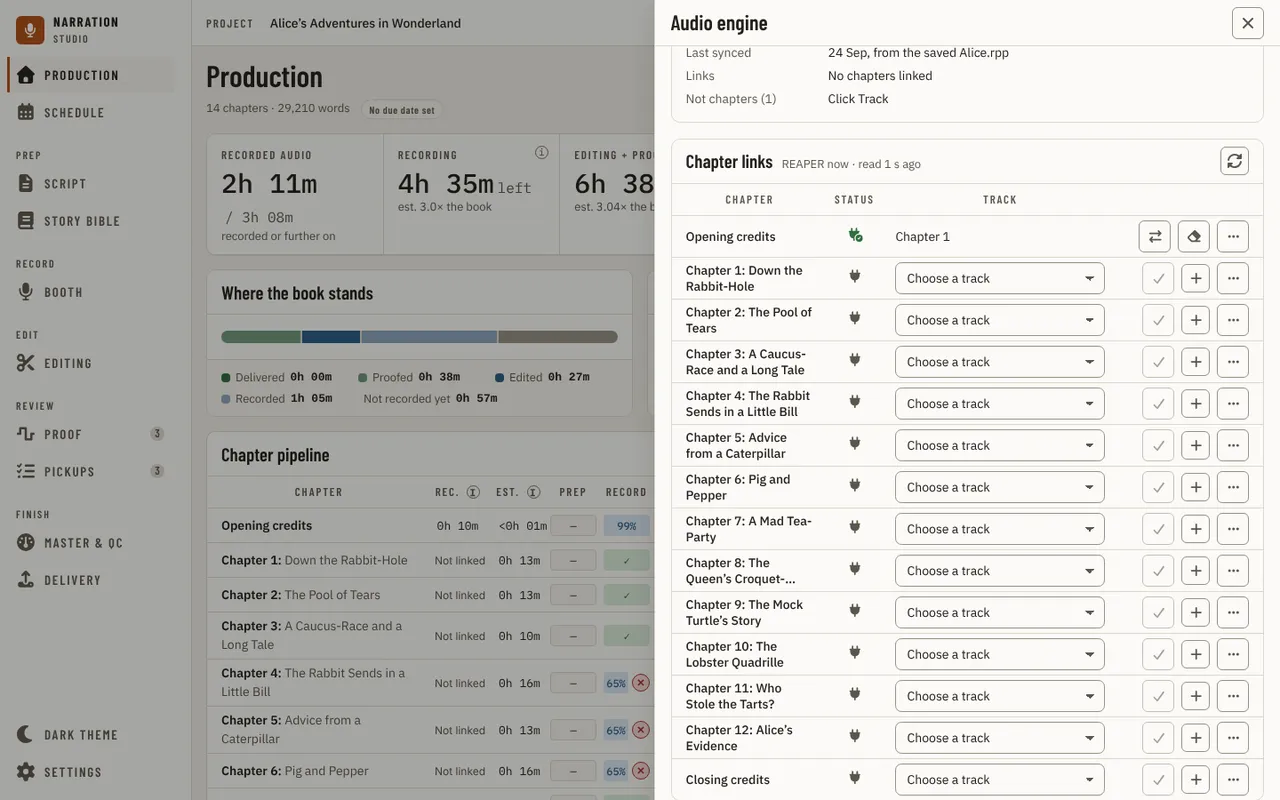 NARRATION
STUDIO
PRODUCTION
SCHEDULE
PREP
SCRIPT
STORY BIBLE
RECORD
BOOTH
EDIT
EDITING
REVIEW
PROOF 3
PICKUPS 3
FINISH
MASTER & QC
DELIVERY
DARK THEME
SETTINGS
PROJECT Alice's Adventures in Wonderland
Production
14 chapters · 29,210 words No due date set
RECORDED AUDIO
2h 11m
/ 3h 08m
recorded or further on
RECORDING
4h 35m left
est. 3.0× the book
EDITING + PRO
6h 38
est. 3.04× the b
Where the book stands
Delivered 0h 00m Proofed 0h 38m Edited 0h 27m
Recorded 1h 05m Not recorded yet 0h 57m
Chapter pipeline
CHAPTER REC. EST. PREP RECORD
Opening credits 0h 10m <0h 01m – 99%
Chapter 1: Down the Rabbit-Hole Not linked 0h 13m – ✓
Chapter 2: The Pool of Tears Not linked 0h 13m – ✓
Chapter 3: A Caucus-Race and a
Long Tale Not linked 0h 10m – ✓
Chapter 4: The Rabbit Sends in a
Little Bill Not linked 0h 16m – 65%
Chapter 5: Advice from a
Caterpillar Not linked 0h 13m – 65%
Chapter 6: Pig and Pepper Not linked 0h 16m – 65%
Audio engine
Last synced 24 Sep, from the saved Alice.rpp
Links No chapters linked
Not chapters (1) Click Track
Chapter links REAPER now · read 1 s ago
CHAPTER STATUS TRACK
Opening credits Chapter 1
Chapter 1: Down the
Rabbit-Hole Choose a track
Chapter 2: The Pool of
Tears Choose a track
Chapter 3: A Caucus-
Race and a Long Tale Choose a track
Chapter 4: The Rabbit
Sends in a Little Bill Choose a track
Chapter 5: Advice
from a Caterpillar Choose a track
Chapter 6: Pig and
Pepper Choose a track
Chapter 7: A Mad Tea-
Party Choose a track
Chapter 8: The
Queen's Croquet-... Choose a track
Chapter 9: The Mock
Turtle's Story Choose a track
Chapter 10: The
Lobster Quadrille Choose a track
Chapter 11: Who
Stole the Tarts? Choose a track
Chapter 12: Alice's
Evidence Choose a track
Closing credits Choose a track